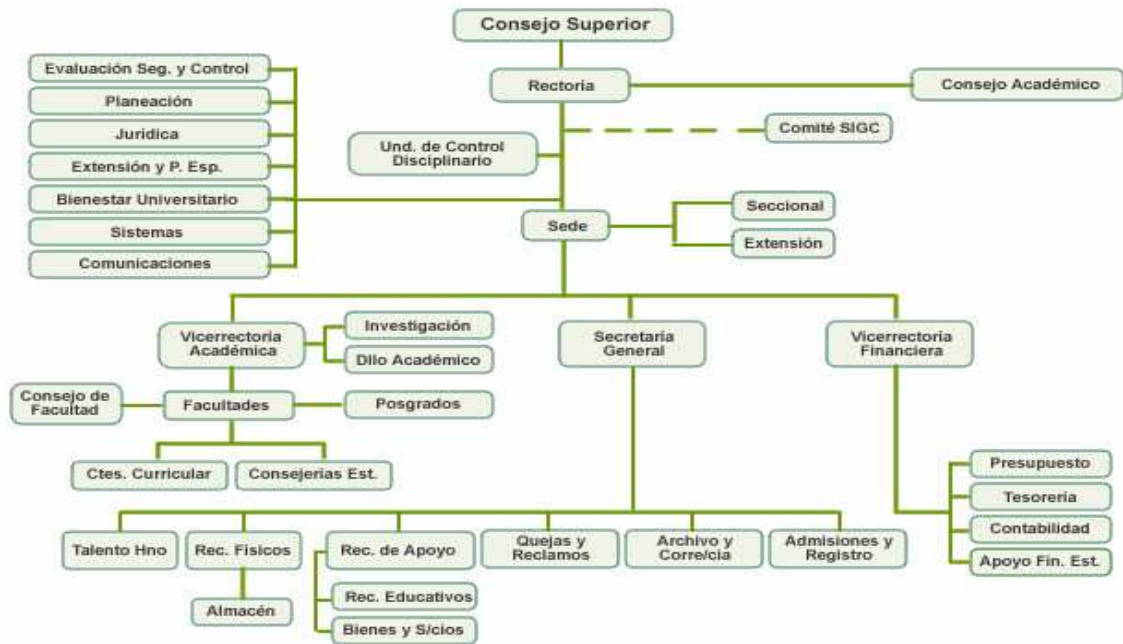 Consejo Superior
Evaluación Seg. y Control
Rectoria
Consejo Académico
Planeación
Juridica
Comité SIGC
Und. de Control
Disciplinario
Extensión y P. Esp.
Bienestar Universitario
Seccional
Sede
Sistemas
Extensión
Comunicaciones
Vicerrectoria
Académica
Investigación
Dllo Académico
Secretaría
General
Vicerrectoria
Financiera
Consejo de
Facultad
Facultades
Posgrados
Ctes. Curricular
Consejerias Est.
Presupuesto
Tesoreria
Contabilidad
Apoyo Fin. Est.
Talento Hno
Rec. Fisicos
Rec. de Apoyo
Quejas y
Reclamos
Archivo y
Corre/cia
Admisiones y
Registro
Almacén
Rec. Educativos
Bienes y S/cios